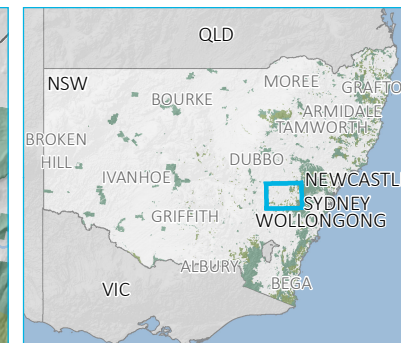 QLD
NSW
MOREE
GRAFTO
BOURKE
ARMIDALE
TAMWORTH
BROKEN
HILL
DUBBO
IVANHOE
NEWCASTL
SYDNEY
GRIFFITH
WOLLONGONG
ALBURY
VIC
BEGA